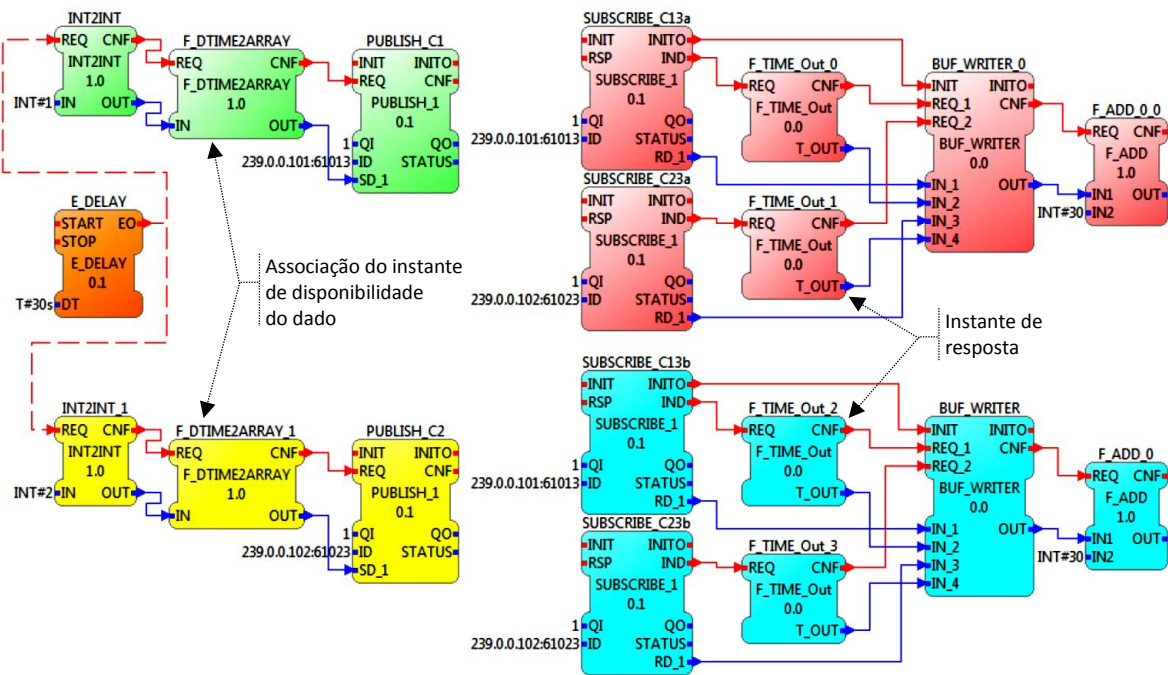 INT2INT
REQ CNF
INT2INT
1.0
INT#1 IN OUT
F_DTIME2ARRAY
REQ CNF
F_DTIME2ARRAY
1.0
IN OUT
PUBLISH_C1
INIT INITO
REQ CNF
PUBLISH_1
0.1
1 QI QO
239.0.0.101:61013 ID STATUS
SD_1
E_DELAY
START EO
STOP
E_DELAY
0.1
T#30s DT
Associação do instante
de disponibilidade
do dado
INT2INT_1
REQ CNF
INT2INT
1.0
INT#2 IN OUT
F_DTIME2ARRAY_1
REQ CNF
F_DTIME2ARRAY
1.0
IN OUT
PUBLISH_C2
INIT INITO
REQ CNF
PUBLISH_1
0.1
1 QI QO
239.0.0.102:61023 ID STATUS
SD_1
SUBSCRIBE_C13a
INIT INITO
RSP IND
SUBSCRIBE_1
0.1
1 QI QO
239.0.0.101:61013 ID STATUS
RD_1
F_TIME_Out_0
REQ CNF
F_TIME_Out
0.0
T_OUT
SUBSCRIBE_C23a
INIT INITO
RSP IND
SUBSCRIBE_1
0.1
1 QI QO
239.0.0.102:61023 ID STATUS
RD_1
F_TIME_Out_1
REQ CNF
F_TIME_Out
0.0
T_OUT
BUF_WRITER_0
INIT INITO
REQ_1 CNF
REQ_2
BUF_WRITER
0.0
IN_1 OUT
IN_2
IN_3
IN_4
F_ADD_0_0
REQ CNF
F_ADD
1.0
IN1 OUT
INT#30 IN2
Instante de
resposta
SUBSCRIBE_C13b
INIT INITO
RSP IND
SUBSCRIBE_1
0.1
1 QI QO
239.0.0.101:61013 ID STATUS
RD_1
F_TIME_Out_2
REQ CNF
F_TIME_Out
0.0
T_OUT
SUBSCRIBE_C23b
INIT INITO
RSP IND
SUBSCRIBE_1
0.1
1 QI QO
239.0.0.102:61023 ID STATUS
RD_1
F_TIME_Out_3
REQ CNF
F_TIME_Out
0.0
T_OUT
BUF_WRITER
INIT INITO
REQ_1 CNF
REQ_2
BUF_WRITER
0.0
IN_1 OUT
IN_2
IN_3
IN_4
F_ADD_0
REQ CNF
F_ADD
1.0
IN1 OUT
INT#30 IN2